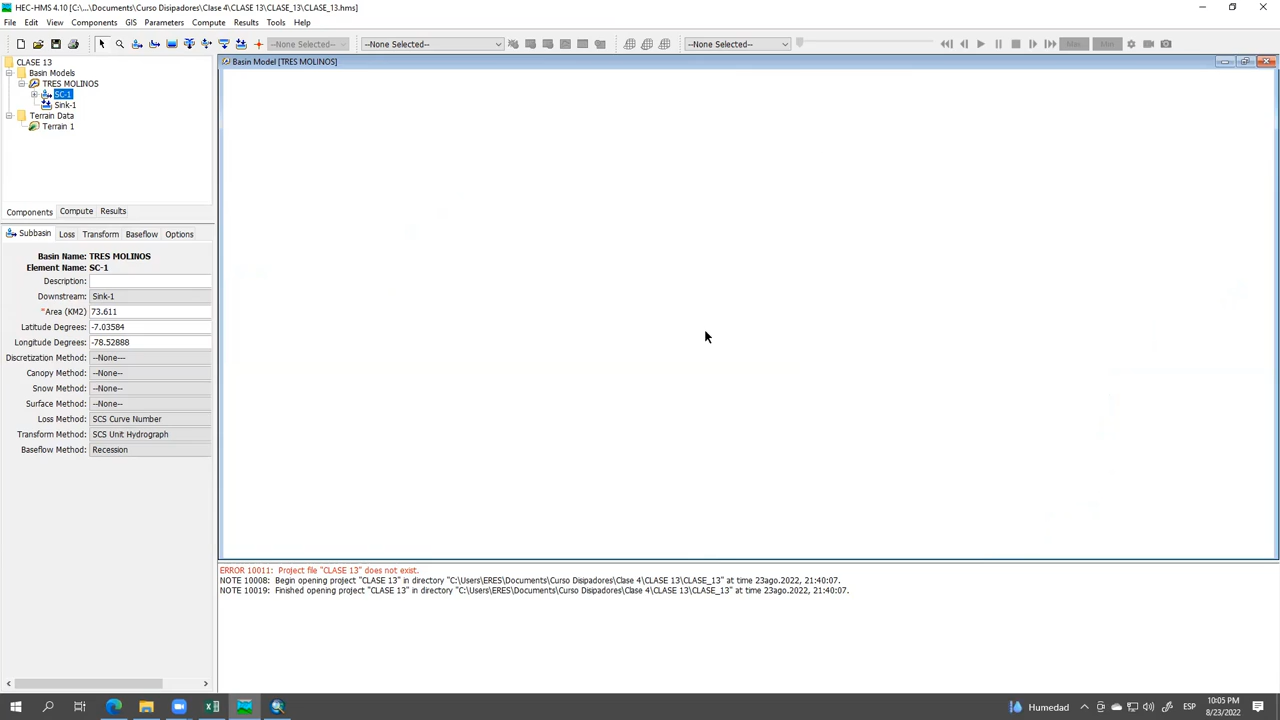 HEC-HMS 4.10 [C:\...\Documents\Curso Disipadores\Clase 4\CLASE 13\CLASE_13\CLASE_13.hms]
File Edit View Components GIS Parameters Compute Results Tools Help
--None Selected-- --None Selected-- --None Selected--
CLASE 13
Basin Models
TRES MOLINOS
SC-1
Sink-1
Terrain Data
Terrain 1
Basin Model [TRES MOLINOS]
Components Compute Results
Subbasin Loss Transform Baseflow Options
Basin Name: TRES MOLINOS
Element Name: SC-1
Description:
Downstream: Sink-1
*Area (KM2) 73.611
Latitude Degrees: -7.03584
Longitude Degrees: -78.52888
Discretization Method: --None---
Canopy Method: --None--
Snow Method: --None--
Surface Method: --None--
Loss Method: SCS Curve Number
Transform Method: SCS Unit Hydrograph
Baseflow Method: Recession
ERROR 10011: Project file "CLASE 13" does not exist.
NOTE 10008: Begin opening project "CLASE 13" in directory "C:\Users\ERES\Documents\Curso Disipadores\Clase 4\CLASE 13\CLASE_13" at time 23ago.2022, 21:40:07.
NOTE 10019: Finished opening project "CLASE 13" in directory "C:\Users\ERES\Documents\Curso Disipadores\Clase 4\CLASE 13\CLASE_13" at time 23ago.2022, 21:40:07.
Humedad
ESP
10:05 PM
8/23/2022